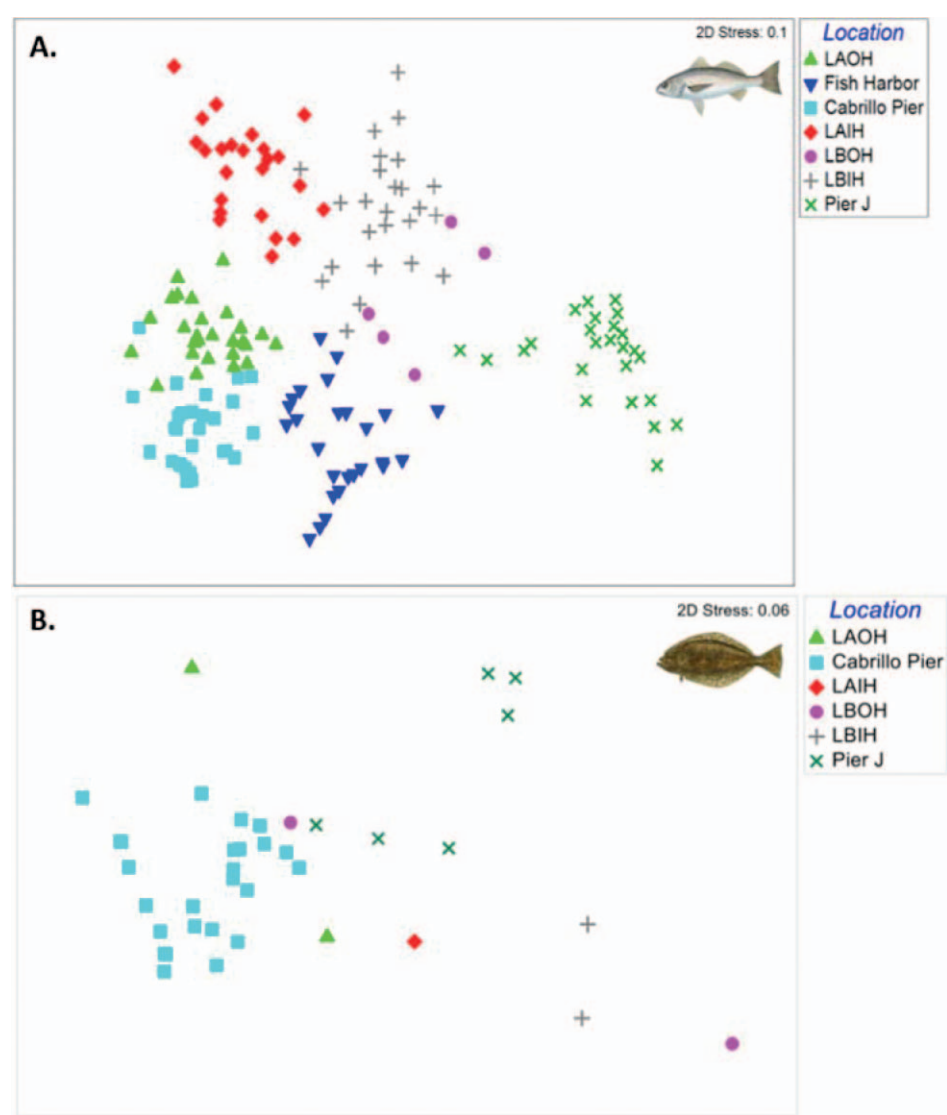 A.
2D Stress: 0.1
Location
LAOH
Fish Harbor
Cabrillo Pier
LAIH
LBOH
LBIH
Pier J
B.
2D Stress: 0.06
Location
LAOH
Cabrillo Pier
LAIH
LBOH
LBIH
Pier J